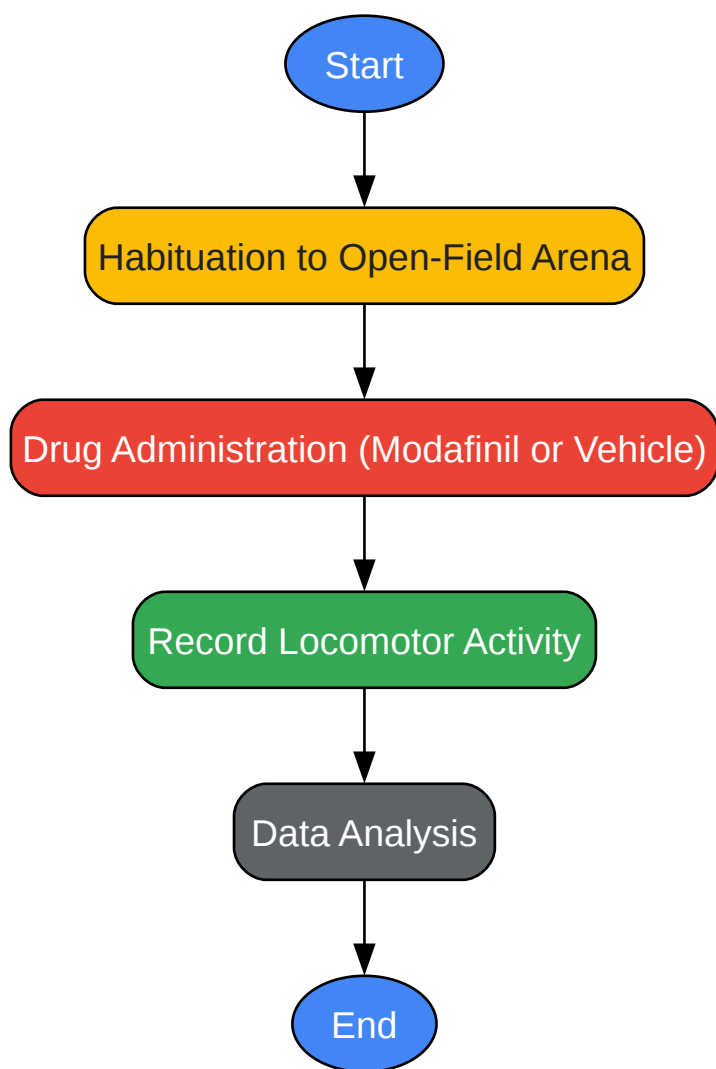 Start
Habituation to Open-Field Arena
Drug Administration (Modafinil or Vehicle)
Record Locomotor Activity
Data Analysis
End